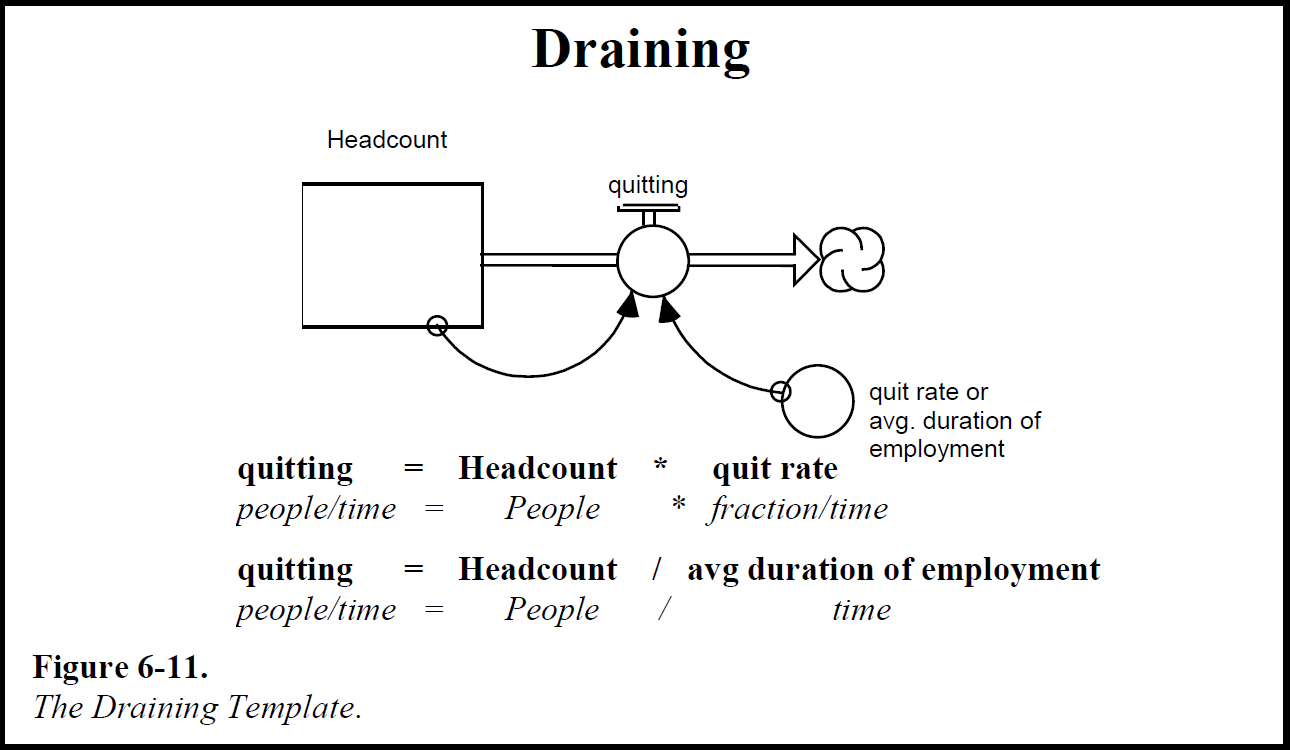 Draining
Headcount
quitting
quit rate or
avg. duration of
employment
quitting = Headcount * quit rate
people/time = People * fraction/time
quitting = Headcount / avg duration of employment
people/time = People / time
Figure 6-11.
The Draining Template.